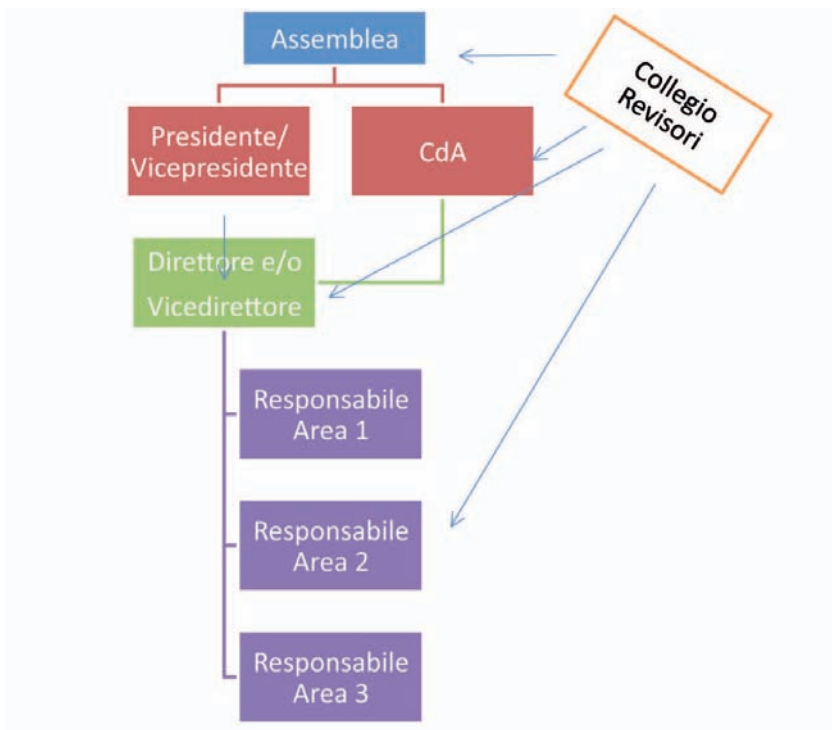 Assemblea
Collegio
Revisori
Presidente/
Vicepresidente
CdA
Direttore e/o
Vicedirettore
Responsabile
Area 1
Responsabile
Area 2
Responsabile
Area 3